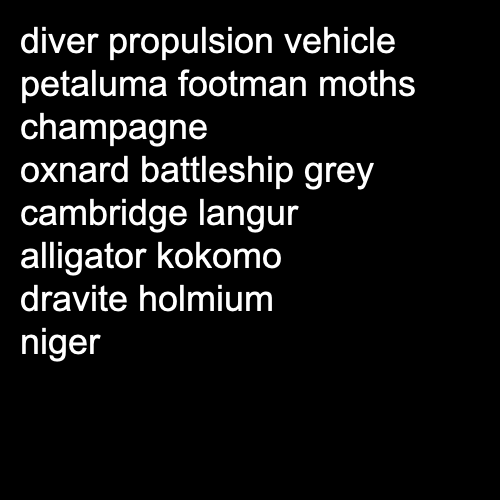 diver propulsion vehicle
petaluma footman moths
champagne
oxnard battleship grey
cambridge langur
alligator kokomo
dravite holmium
niger